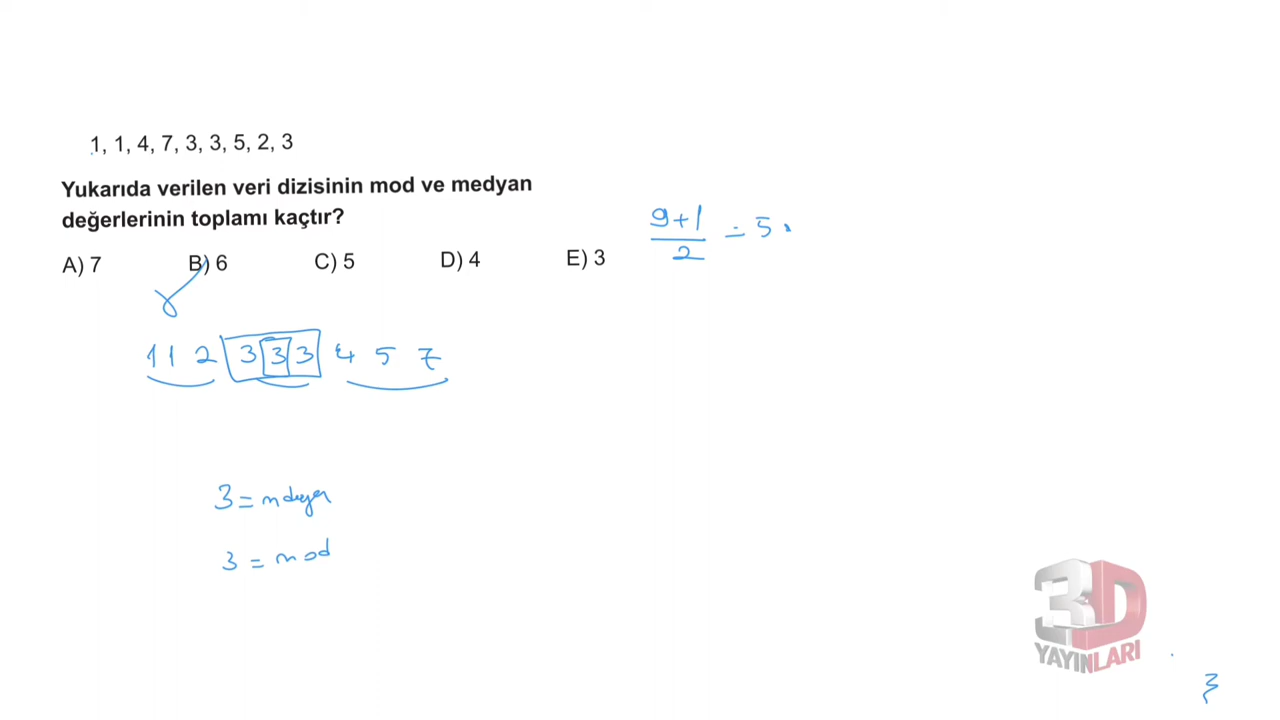 1, 1, 4, 7, 3, 3, 5, 2, 3
Yukarıda verilen veri dizisinin mod ve medyan
değerlerinin toplamı kaçtır?
A) 7 B) 6 C) 5 D) 4 E) 3
9+1
2
= 5.
1 1 2 3 3 3 4 5 7
3 =
3 = mod
3D
YAYINLARI
3